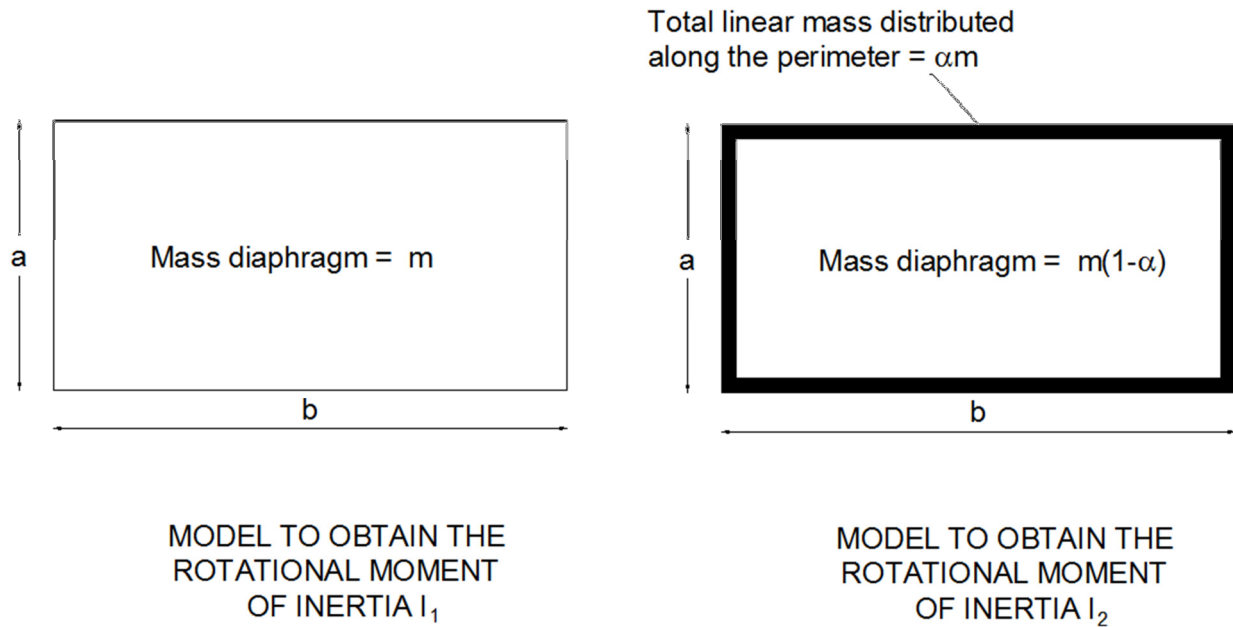 Total linear mass distributed
along the perimeter = αm
a
Mass diaphragm = m
b
a
Mass diaphragm = m(1-α)
b
MODEL TO OBTAIN THE
ROTATIONAL MOMENT
OF INERTIA I₁
MODEL TO OBTAIN THE
ROTATIONAL MOMENT
OF INERTIA I₂